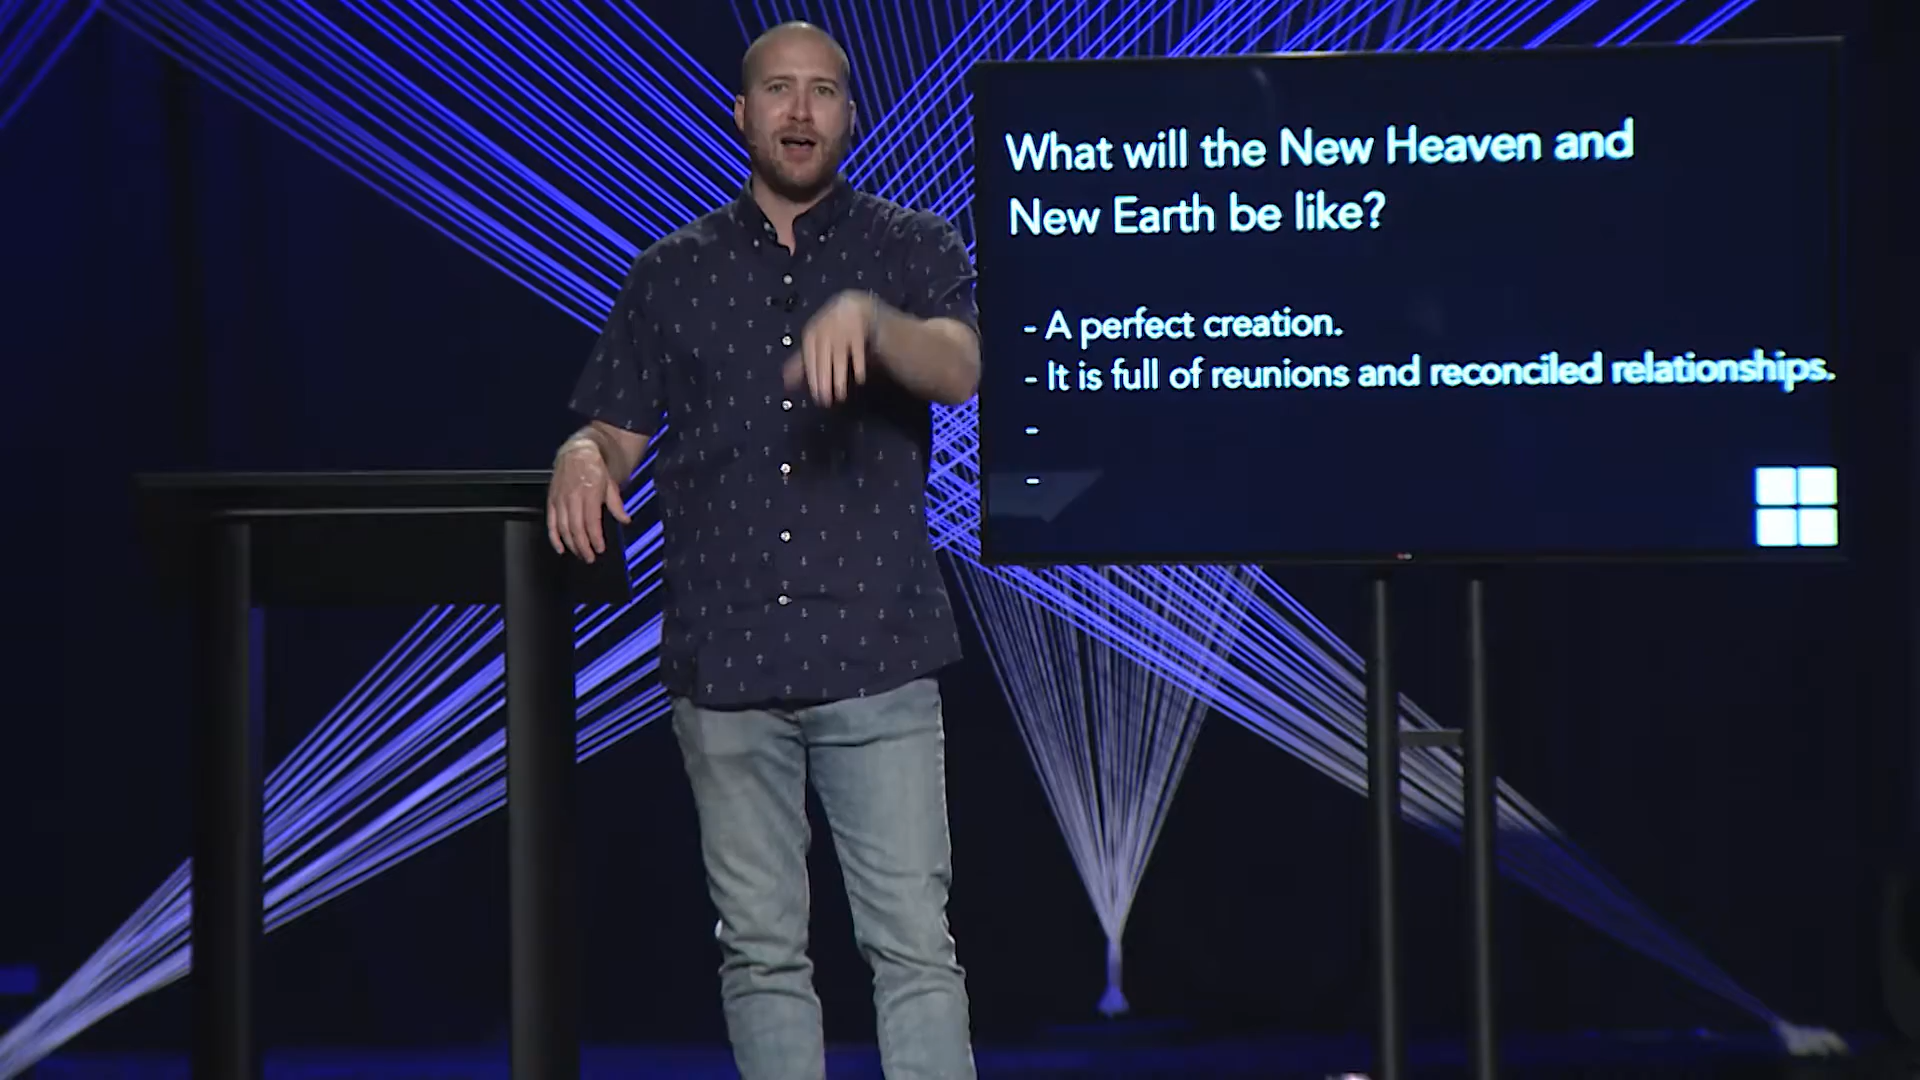 What will the New Heaven and
New Earth be like?
- A perfect creation.
- It is full of reunions and reconciled relationships.
-
-